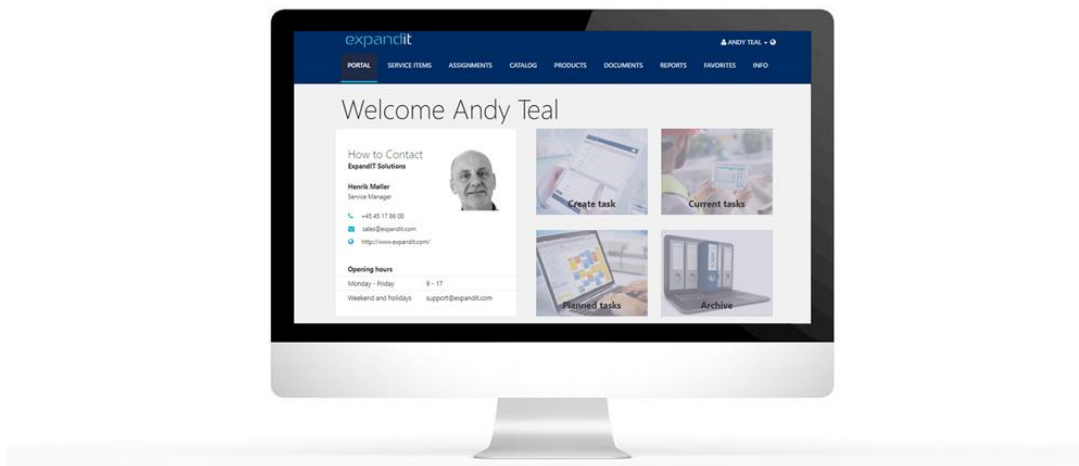 expandit
ANDY TEAL
PORTAL SERVICE ITEMS ASSIGNMENTS CATALOG PRODUCTS DOCUMENTS REPORTS FAVORITES INFO
Welcome Andy Teal
How to Contact
ExpandIT Solutions
Henrik Møller
Service Manager
+45 45 17 86 00
sales@expandit.com
http://www.expandit.com/
Opening hours
Monday - Friday 9 - 17
Weekend and holidays support@expandit.com
Create task
Current tasks
Planned tasks
Archive